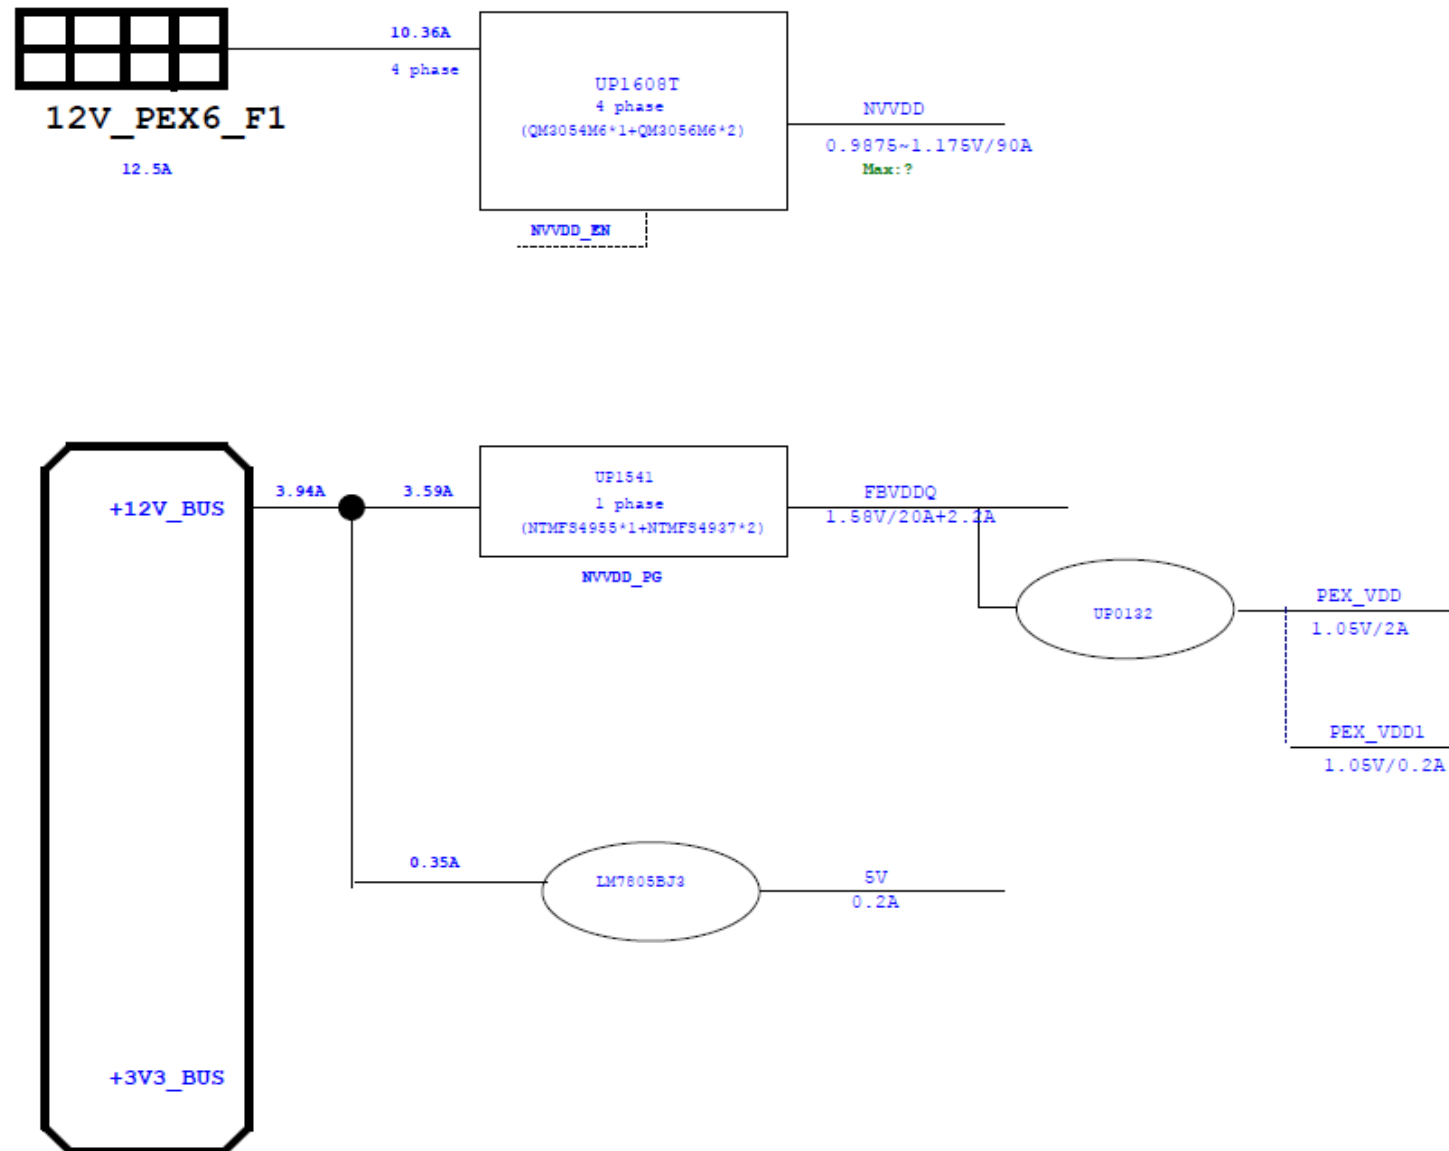 10.36A
4 phase
12V_PEX6_F1
12.5A
UP1608T
4 phase
(QM3054M6*1+QM3056M6*2)
NVVDD
0.9875~1.175V/90A
Max:?
NVVDD_EN
+12V_BUS
3.94A
3.59A
UP1541
1 phase
(NTMFS4955*1+NTMFS4937*2)
NVVDD_PG
FBVDDQ
1.58V/20A+2.2A
UP0132
PEX_VDD
1.05V/2A
PEX_VDD1
1.05V/0.2A
0.35A
LM7805BJ3
5V
0.2A
+3V3_BUS